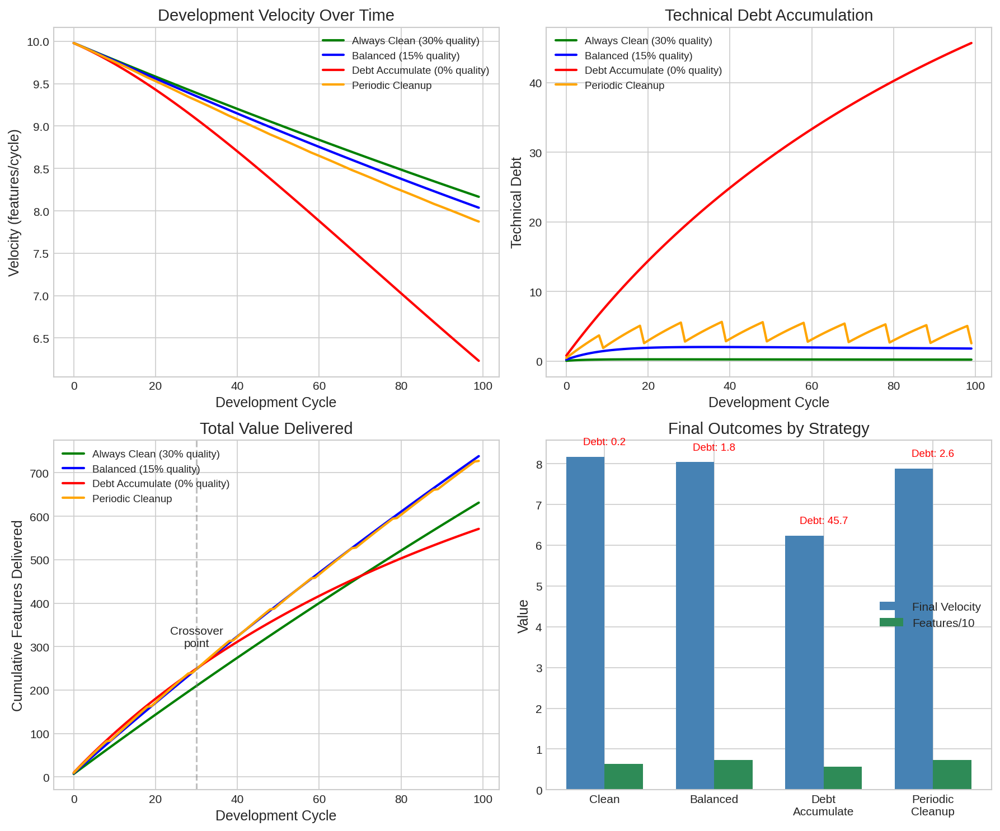 Development Velocity Over Time
10.0
9.5
9.0
8.5
8.0
7.5
7.0
6.5
Velocity (features/cycle)
Always Clean (30% quality)
Balanced (15% quality)
Debt Accumulate (0% quality)
Periodic Cleanup
0 20 40 60 80 100
Development Cycle
Technical Debt Accumulation
40
30
20
10
0
Technical Debt
Always Clean (30% quality)
Balanced (15% quality)
Debt Accumulate (0% quality)
Periodic Cleanup
0 20 40 60 80 100
Development Cycle
Total Value Delivered
700
600
500
400
300
200
100
0
Cumulative Features Delivered
Always Clean (30% quality)
Balanced (15% quality)
Debt Accumulate (0% quality)
Periodic Cleanup
Crossover
point
0 20 40 60 80 100
Development Cycle
Final Outcomes by Strategy
8
7
6
5
4
3
2
1
0
Value
Debt: 0.2
Debt: 1.8
Debt: 45.7
Debt: 2.6
Final Velocity
Features/10
Clean
Balanced
Debt
Accumulate
Periodic
Cleanup